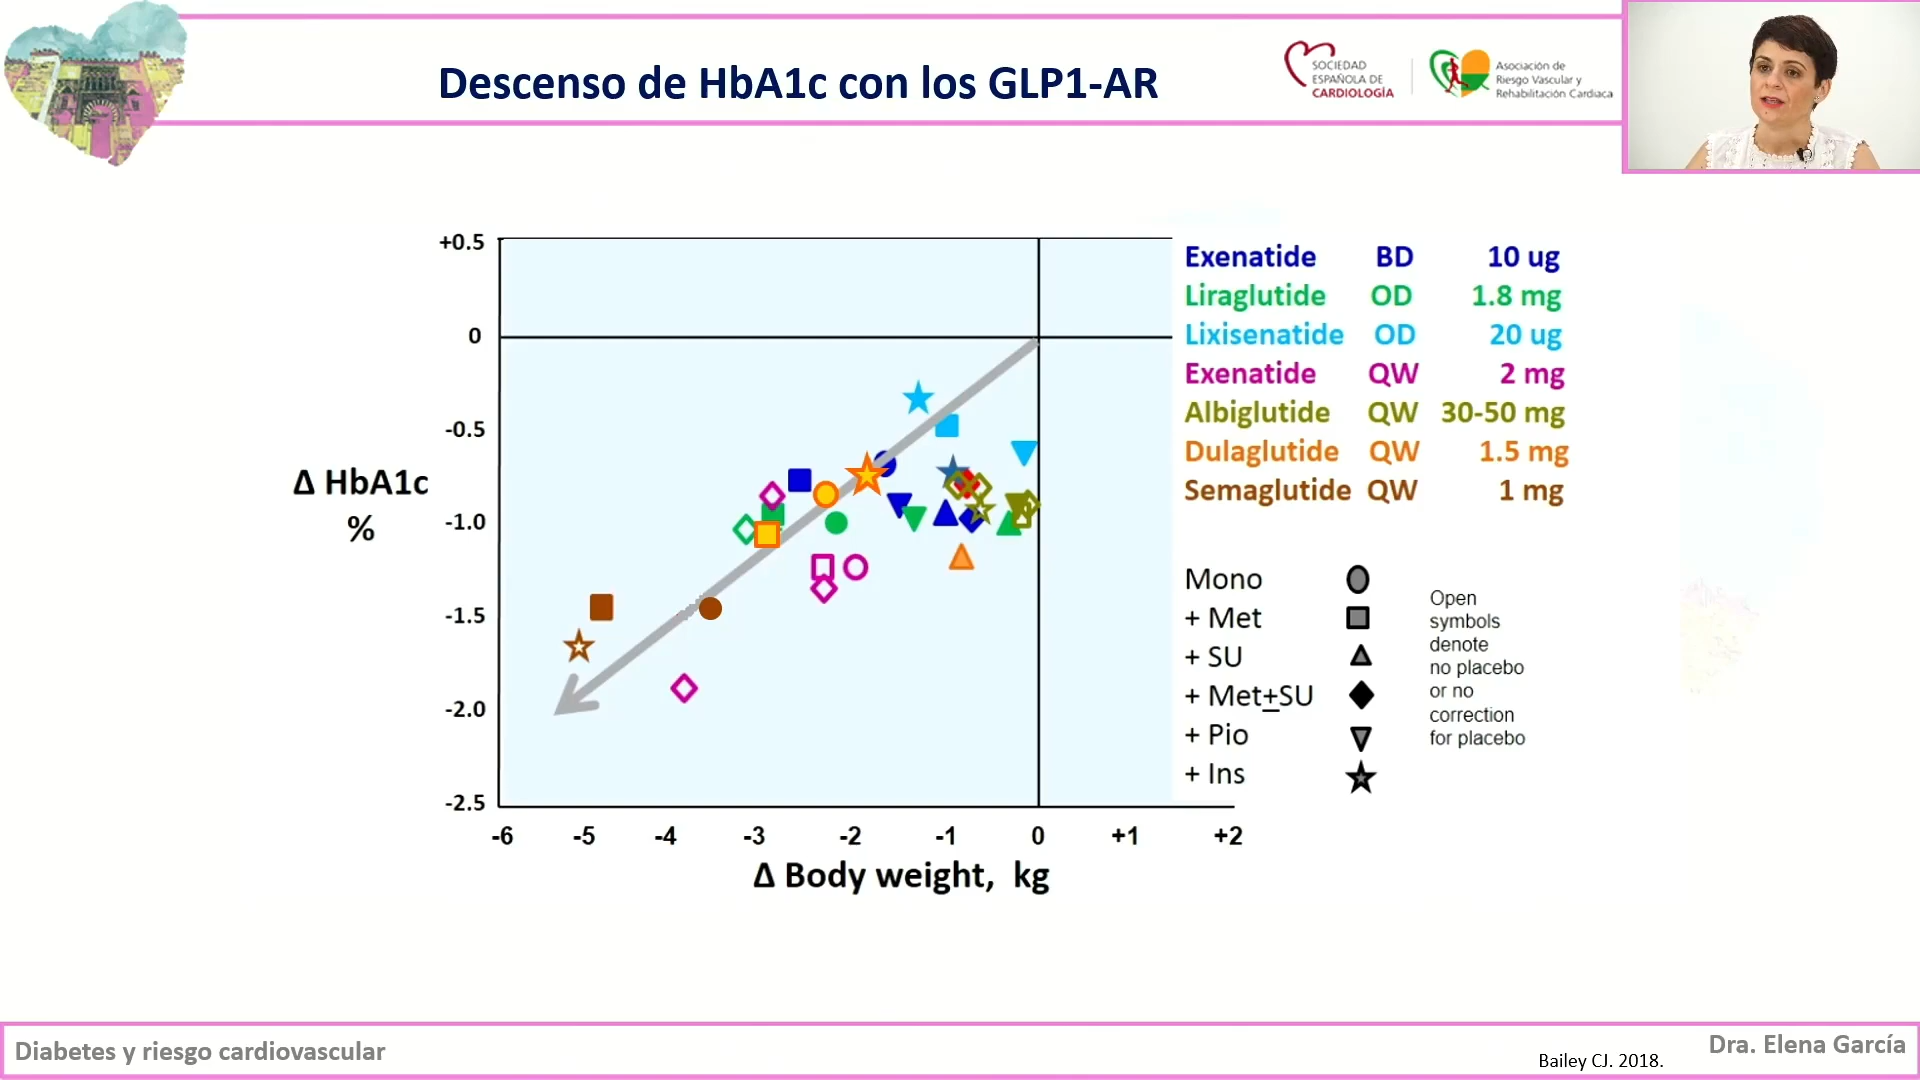 Descenso de HbA1c con los GLP1-AR
SOCIEDAD
ESPAÑOLA DE
CARDIOLOGÍA
Asociación de
Riesgo Vascular y
Rehabilitación Cardiaca
+0.5
0
-0.5
-1.0
-1.5
-2.0
-2.5
Δ HbA1c
%
-6 -5 -4 -3 -2 -1 0 +1 +2
Δ Body weight, kg
Exenatide BD 10 ug
Liraglutide OD 1.8 mg
Lixisenatide OD 20 ug
Exenatide QW 2 mg
Albiglutide QW 30-50 mg
Dulaglutide QW 1.5 mg
Semaglutide QW 1 mg
Mono
+ Met
+ SU
+ Met±SU
+ Pio
+ Ins
Open
symbols
denote
no placebo
or no
correction
for placebo
Diabetes y riesgo cardiovascular
Bailey CJ. 2018.
Dra. Elena García